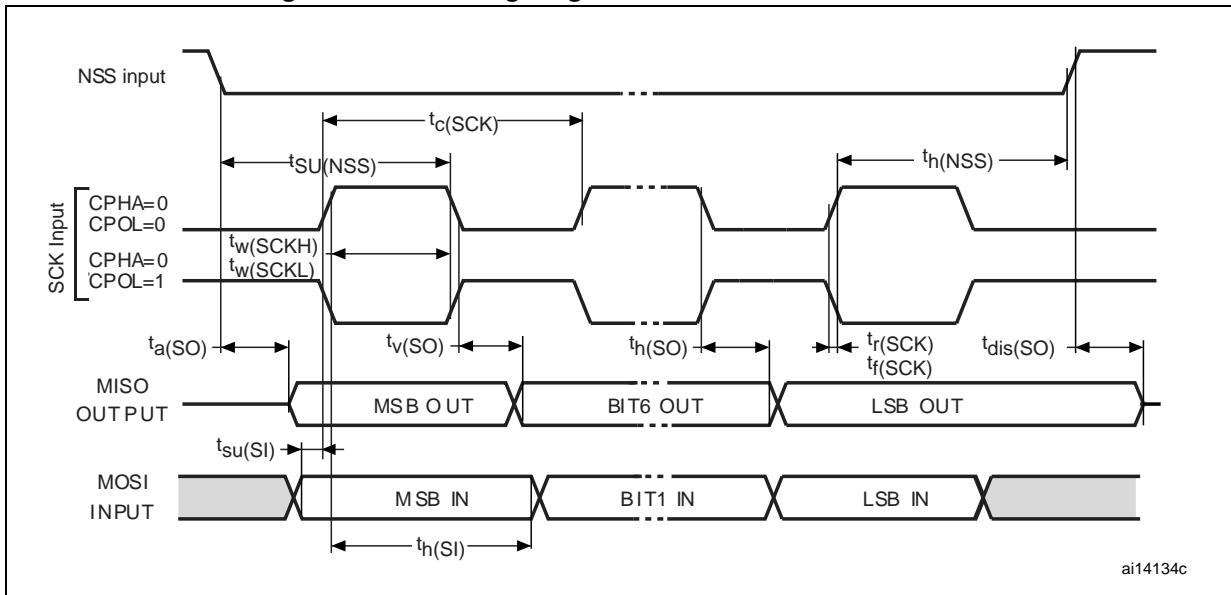 NSS input
tc(SCK)
tSU(NSS)
th(NSS)
SCK Input
CPHA=0
CPOL=0
tw(SCKH)
CPHA=0
tw(SCKL)
CPOL=1
ta(SO)
tv(SO)
th(SO)
tr(SCK)
tf(SCK)
tdis(SO)
MISO
OUTPUT
MSB OUT
BIT6 OUT
LSB OUT
tsu(SI)
MOSI
INPUT
MSB IN
BIT1 IN
LSB IN
th(SI)
ai14134c